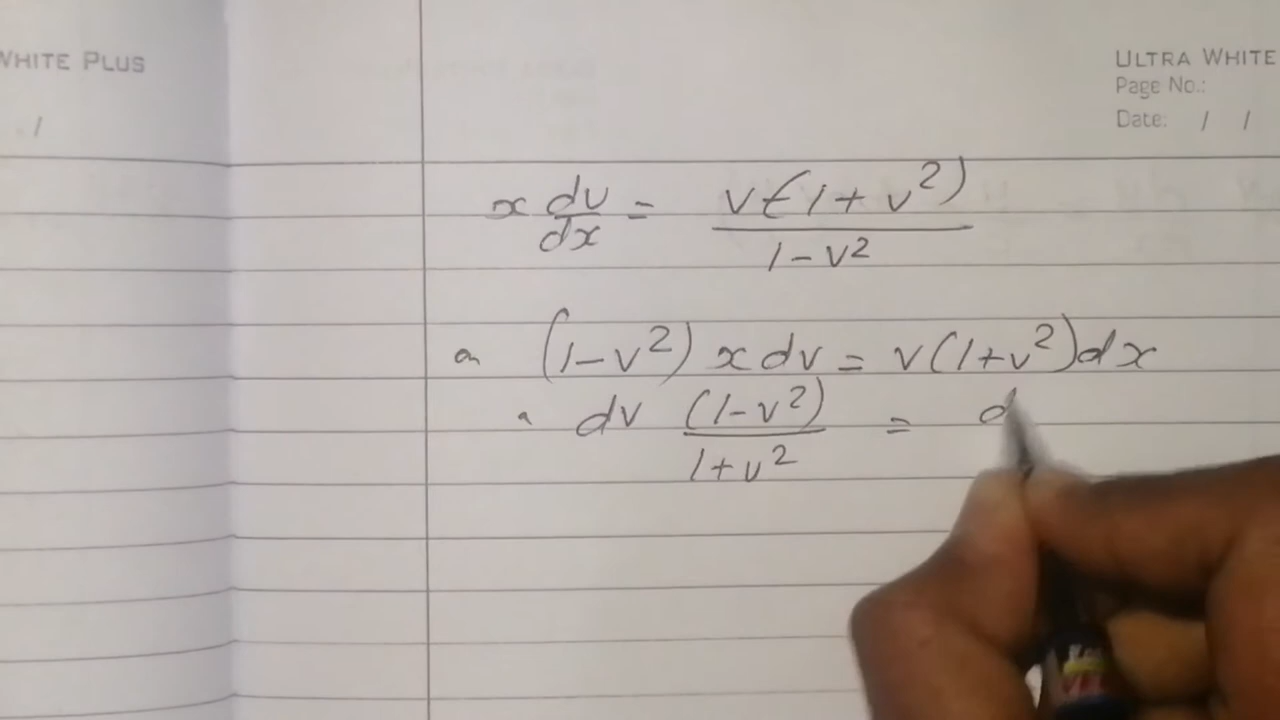 WHITE PLUS
/
ULTRA WHITE
Page No.:
Date: / /
x dv/dx = v(1+v²)/1-v²
or (1-v²) x dv = v(1+v²)dx
dv (1-v²)/1+v² = d